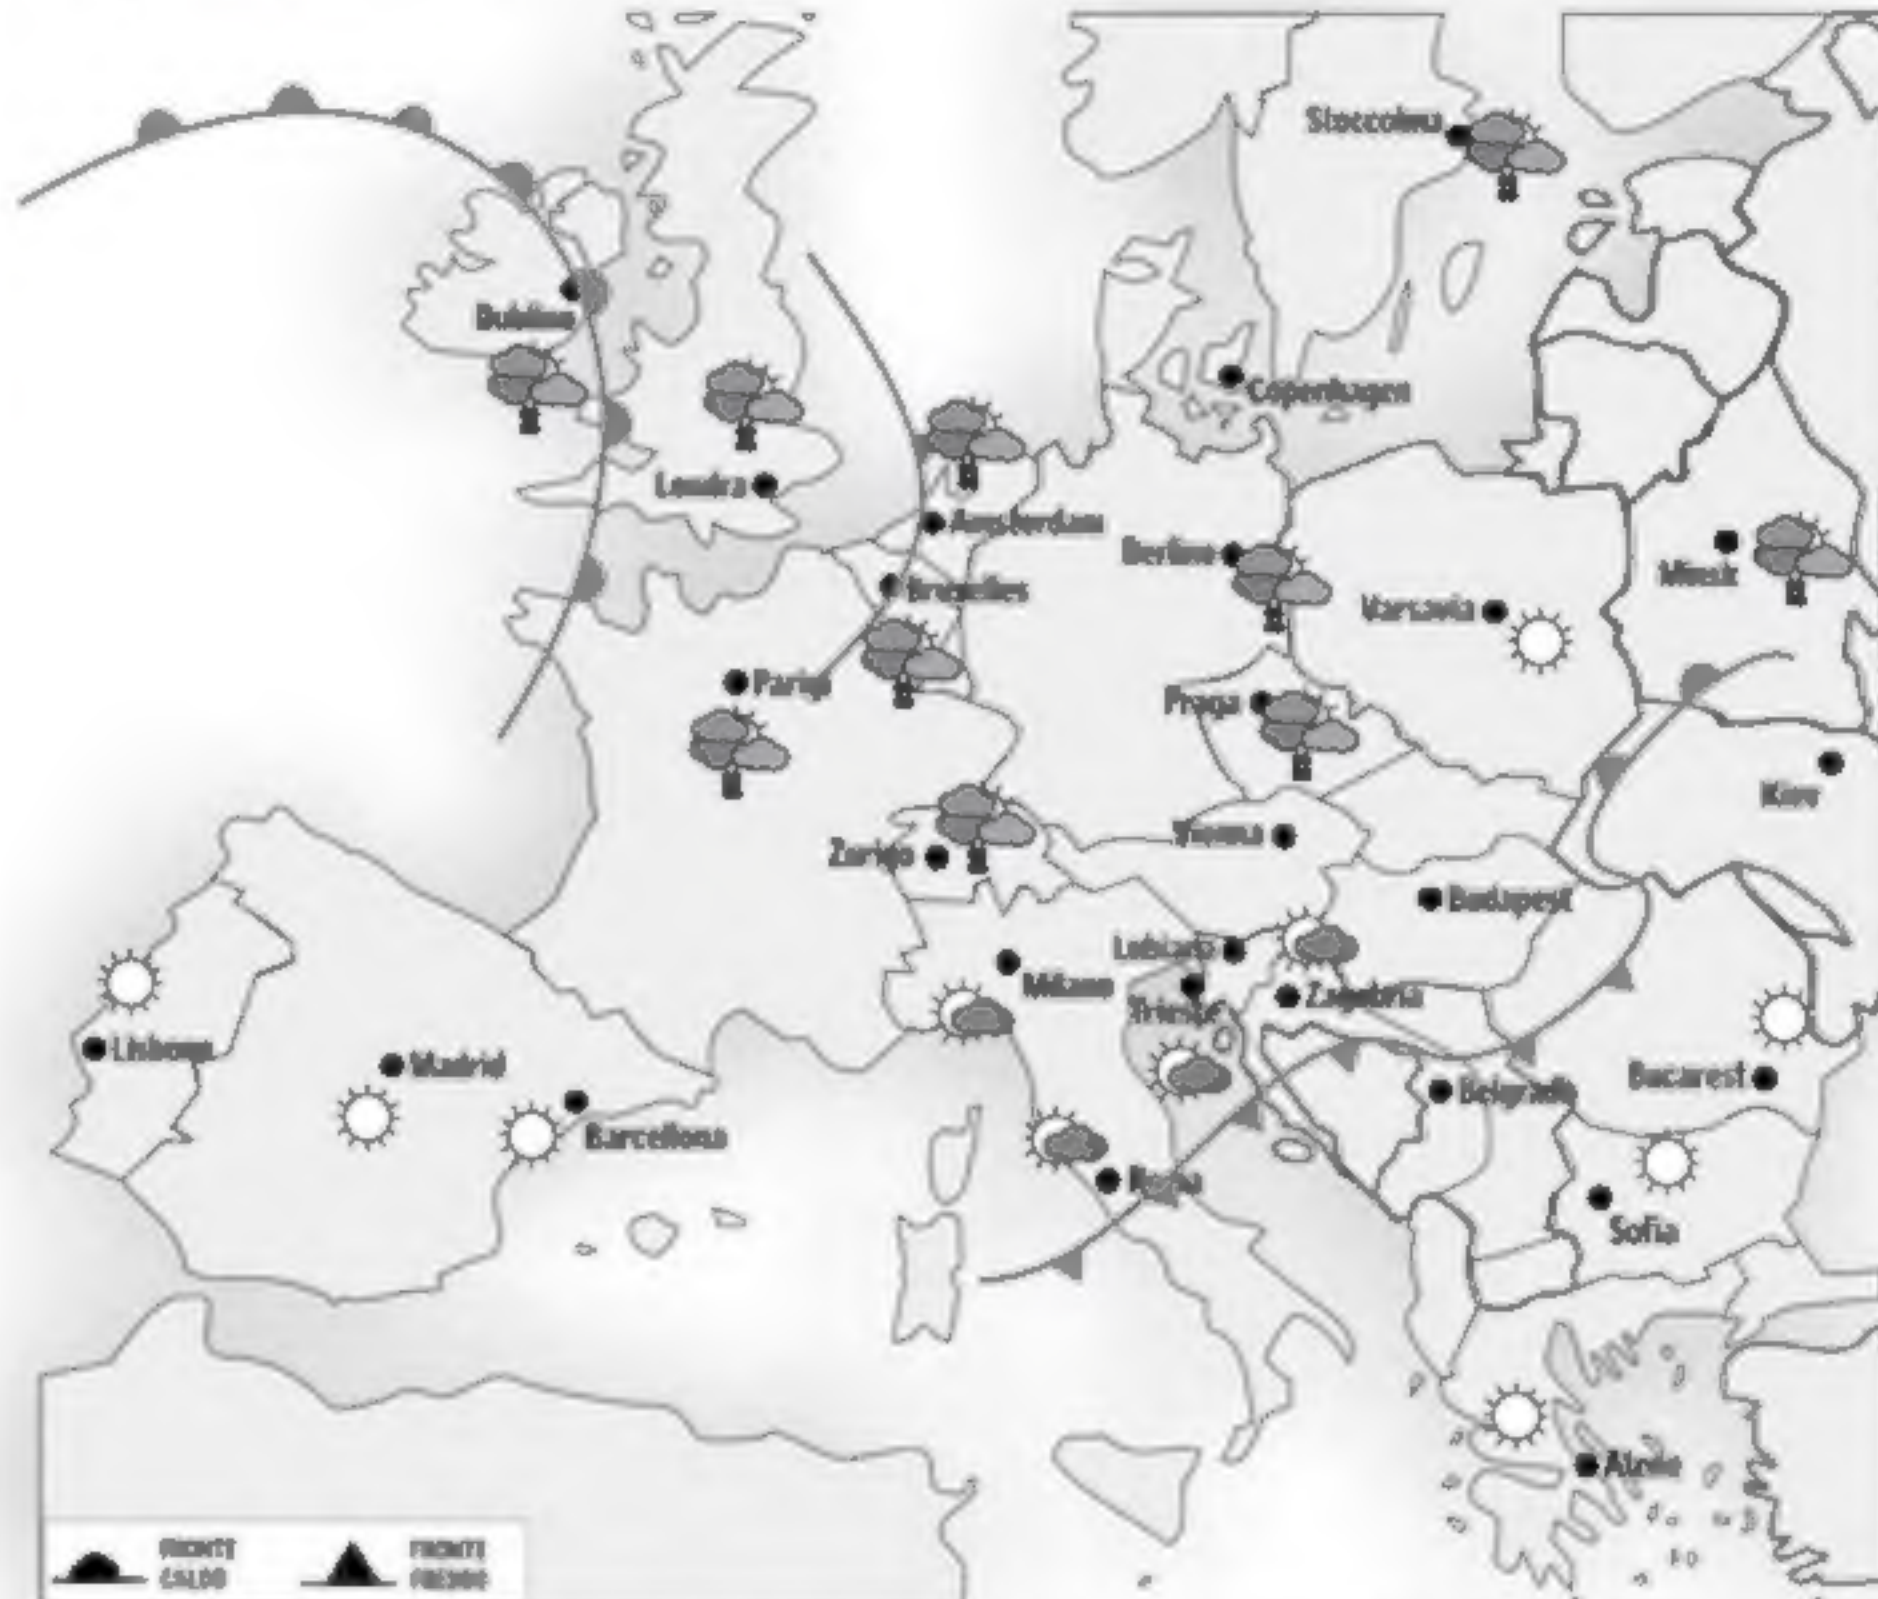 Stoccolma
Dublino
Copenhagen
Londra
Amsterdam
Berlino
Minsk
Bruxelles
Varsavia
Parigi
Praga
Kiev
Vienna
Zurigo
Budapest
Lubiana
Milano
Zagabria
Trieste
Lisbona
Madrid
Belgrado
Bucarest
Barcellona
Roma
Sofia
Atene
FRONTE
CALDO
FRONTE
FREDDO